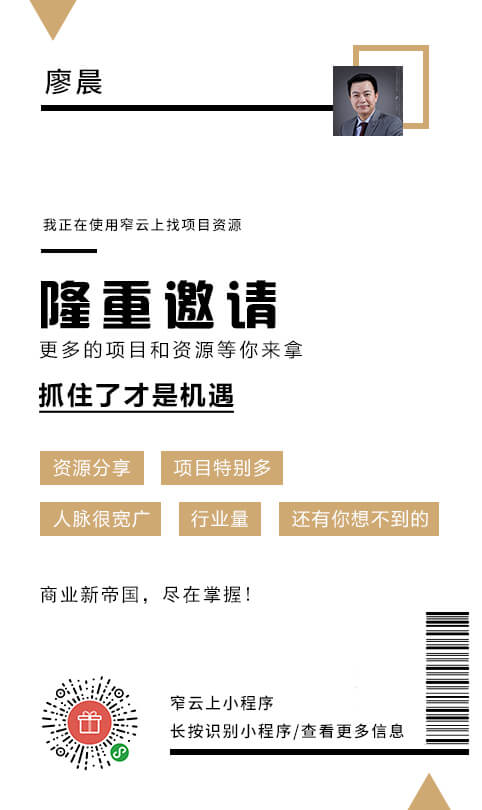 廖晨
我正在使用窄云上找项目资源
隆重邀请
更多的项目和资源等你来拿
抓住了才是机遇
资源分享 项目特别多
人脉很宽广 行业量 还有你想不到的
商业新帝国，尽在掌握！
窄云上小程序
长按识别小程序/查看更多信息